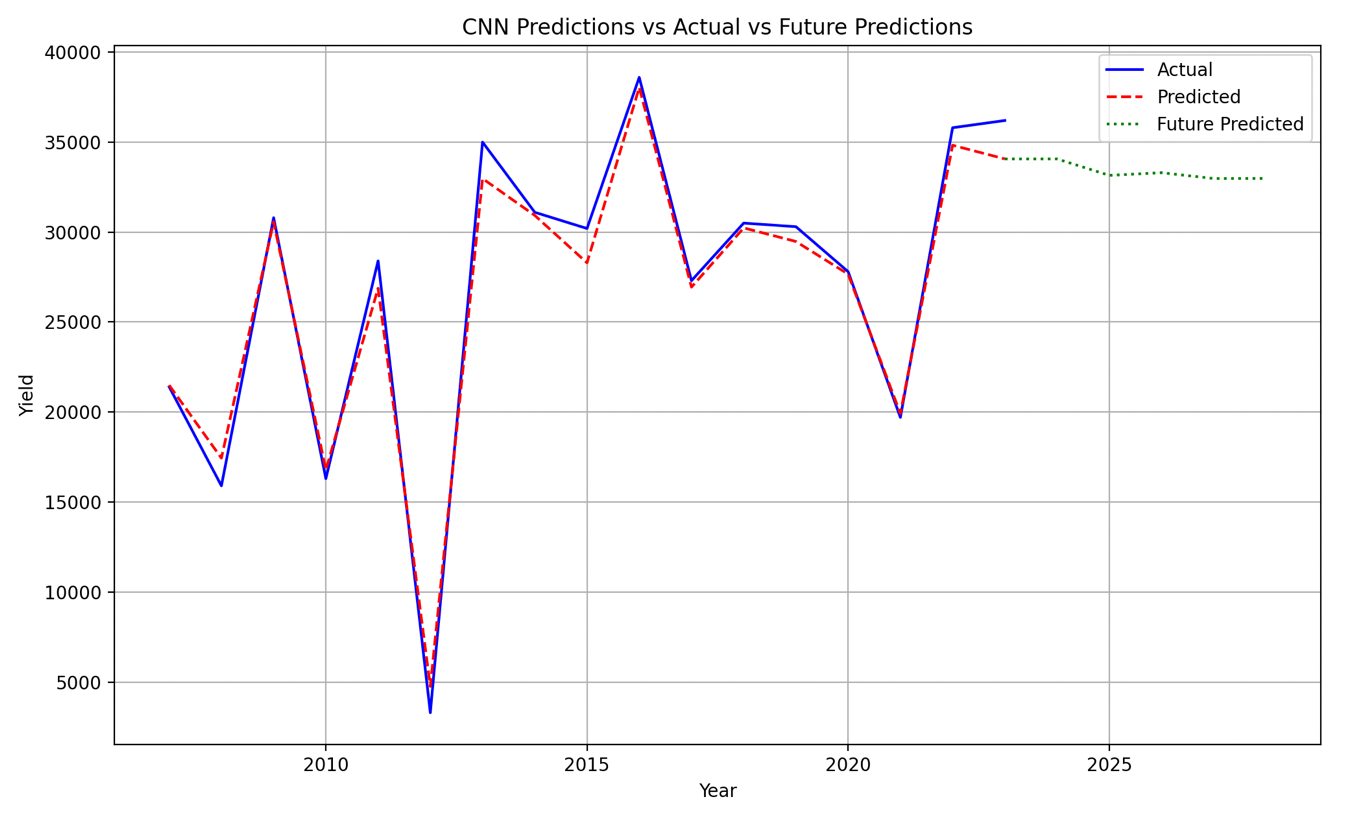 CNN Predictions vs Actual vs Future Predictions
40000
35000
30000
25000
20000
15000
10000
5000
Yield
Actual
Predicted
Future Predicted
2010
2015
2020
2025
Year